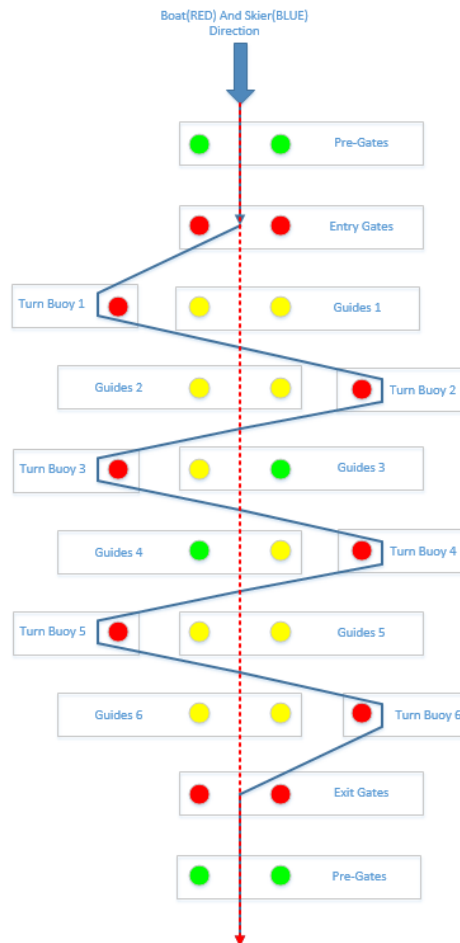 Boat(RED) And Skier(BLUE)
Direction
Pre-Gates
Entry Gates
Turn Buoy 1
Guides 1
Guides 2
Turn Buoy 2
Turn Buoy 3
Guides 3
Guides 4
Turn Buoy 4
Turn Buoy 5
Guides 5
Guides 6
Turn Buoy 6
Exit Gates
Pre-Gates